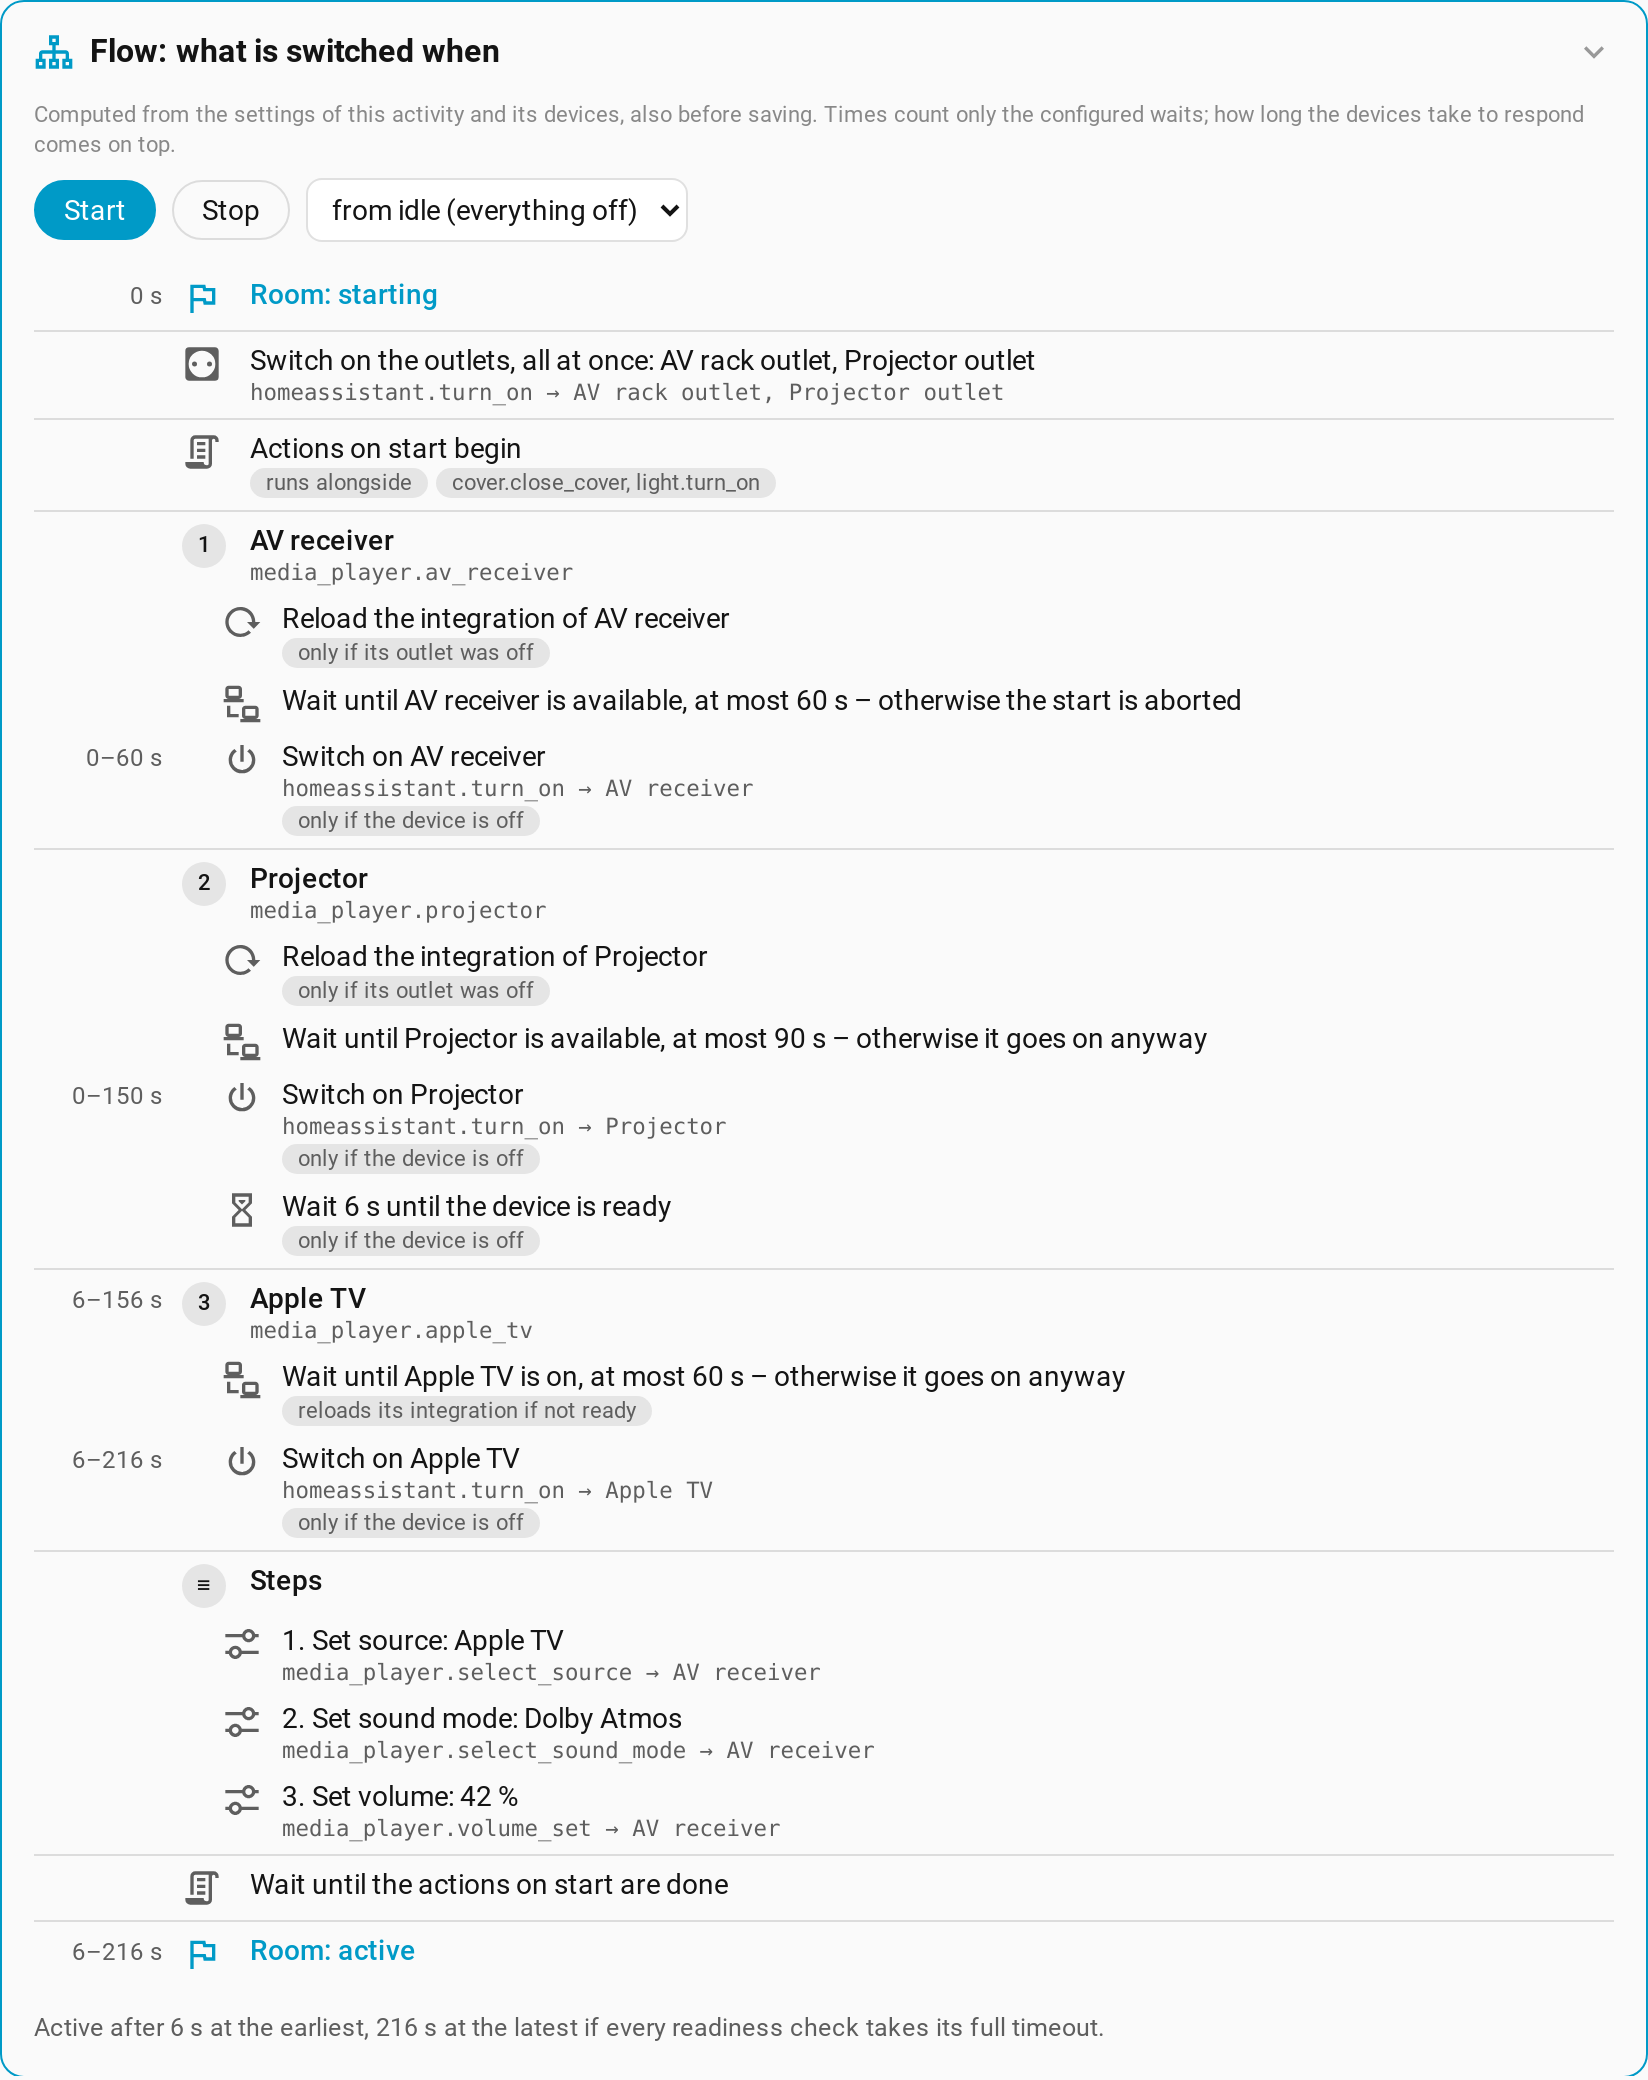 Flow: what is switched when
Computed from the settings of this activity and its devices, also before saving. Times count only the configured waits; how long the devices take to respond
comes on top.
Start Stop from idle (everything off)
0 s Room: starting
Switch on the outlets, all at once: AV rack outlet, Projector outlet
homeassistant.turn_on → AV rack outlet, Projector outlet
Actions on start begin
runs alongside cover.close_cover, light.turn_on
1 AV receiver
media_player.av_receiver
Reload the integration of AV receiver
only if its outlet was off
Wait until AV receiver is available, at most 60 s – otherwise the start is aborted
0–60 s Switch on AV receiver
homeassistant.turn_on → AV receiver
only if the device is off
2 Projector
media_player.projector
Reload the integration of Projector
only if its outlet was off
Wait until Projector is available, at most 90 s – otherwise it goes on anyway
0–150 s Switch on Projector
homeassistant.turn_on → Projector
only if the device is off
Wait 6 s until the device is ready
only if the device is off
6–156 s 3 Apple TV
media_player.apple_tv
Wait until Apple TV is on, at most 60 s – otherwise it goes on anyway
reloads its integration if not ready
6–216 s Switch on Apple TV
homeassistant.turn_on → Apple TV
only if the device is off
≡ Steps
1. Set source: Apple TV
media_player.select_source → AV receiver
2. Set sound mode: Dolby Atmos
media_player.select_sound_mode → AV receiver
3. Set volume: 42 %
media_player.volume_set → AV receiver
Wait until the actions on start are done
6–216 s Room: active
Active after 6 s at the earliest, 216 s at the latest if every readiness check takes its full timeout.